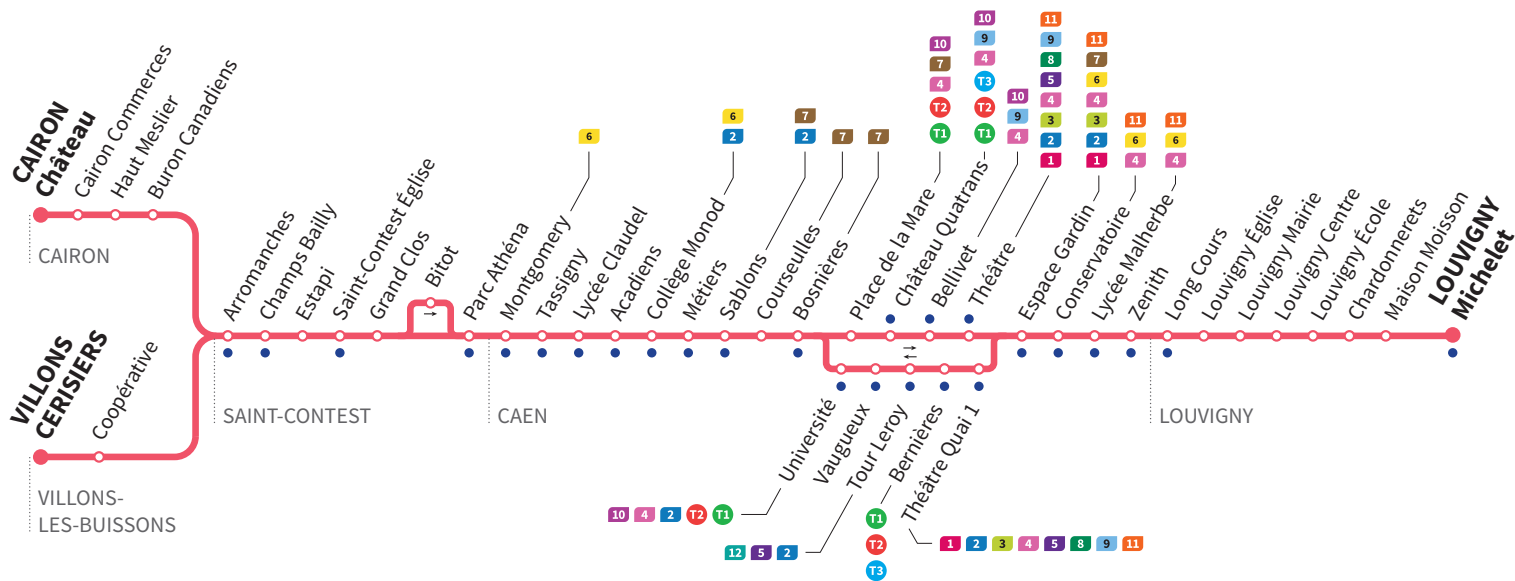 10
9
4
T3
T2
T1
11
9
8
5
4
3
2
1
10
7
4
T2
T1
11
7
6
4
3
2
1
10
9
4
11
6
4
11
6
4
6
6
2
7
2
7
7
CAIRON
Château
Cairon Commerces
Haut Meslier
Buron Canadiens
CAIRON
VILLONS
CERISIERS
Coopérative
VILLONS-
LES-BUISSONS
Arromanches
Champs Bailly
Estapi
Saint-Contest Église
Grand Clos
Bitot
→
Parc Athéna
Montgomery
Tassigny
Lycée Claudel
Acadiens
Collège Monod
Métiers
Sablons
Courseulles
Bosnières
Place de la Mare
Château Quatrans
Bellivet
Théâtre
→
←
Espace Gardin
Conservatoire
Lycée Malherbe
Zenith
Long Cours
Louvigny Église
Louvigny Mairie
Louvigny Centre
Louvigny École
Chardonnerets
Maison Moisson
LOUVIGNY
Michelet
SAINT-CONTEST
CAEN
LOUVIGNY
Université
Vaugueux
Tour Leroy
Bernières
Théâtre Quai 1
10 4 2 T2 T1
12 5 2
T1
T2
T3
1 2 3 4 5 8 9 11